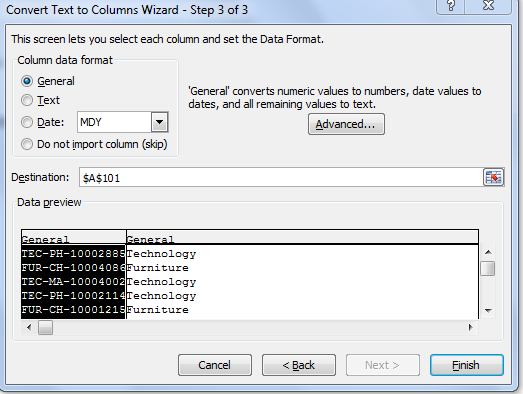 Convert Text to Columns Wizard - Step 3 of 3
This screen lets you select each column and set the Data Format.
Column data format
General
Text
Date: MDY
Do not import column (skip)
'General' converts numeric values to numbers, date values to
dates, and all remaining values to text.
Advanced...
Destination: $A$101
Data preview
General General
TEC-PH-10002885 Technology
FUR-CH-10004086 Furniture
TEC-MA-10004002 Technology
TEC-PH-10002114 Technology
FUR-CH-10001215 Furniture
Cancel < Back Next > Finish